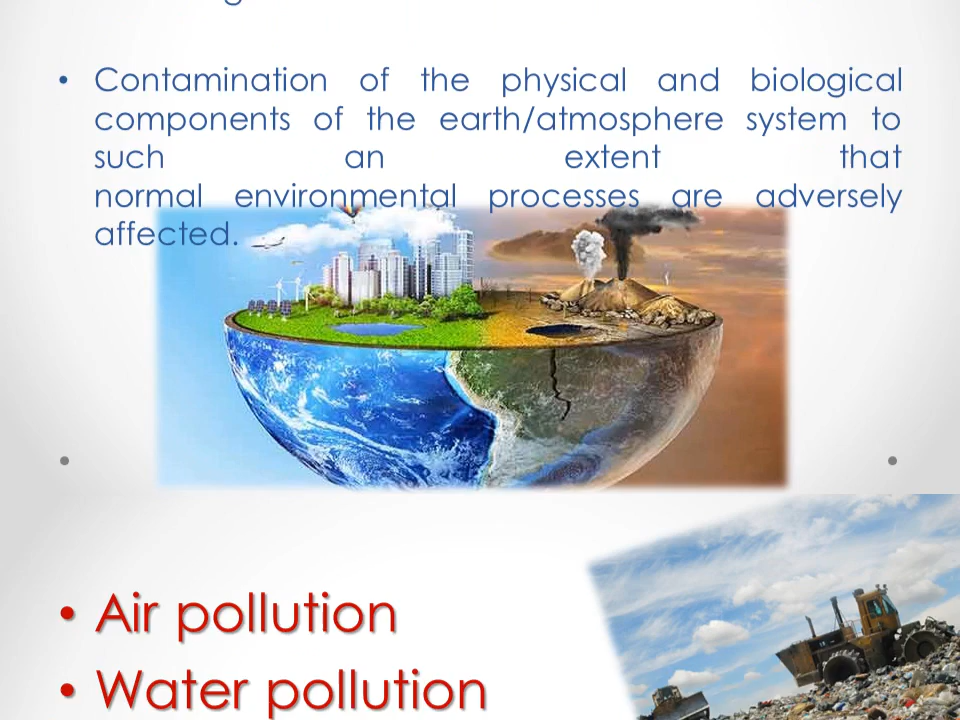 • Contamination of the physical and biological
components of the earth/atmosphere system to
such an extent that
normal environmental processes are adversely
affected.
• Air pollution
• Water pollution